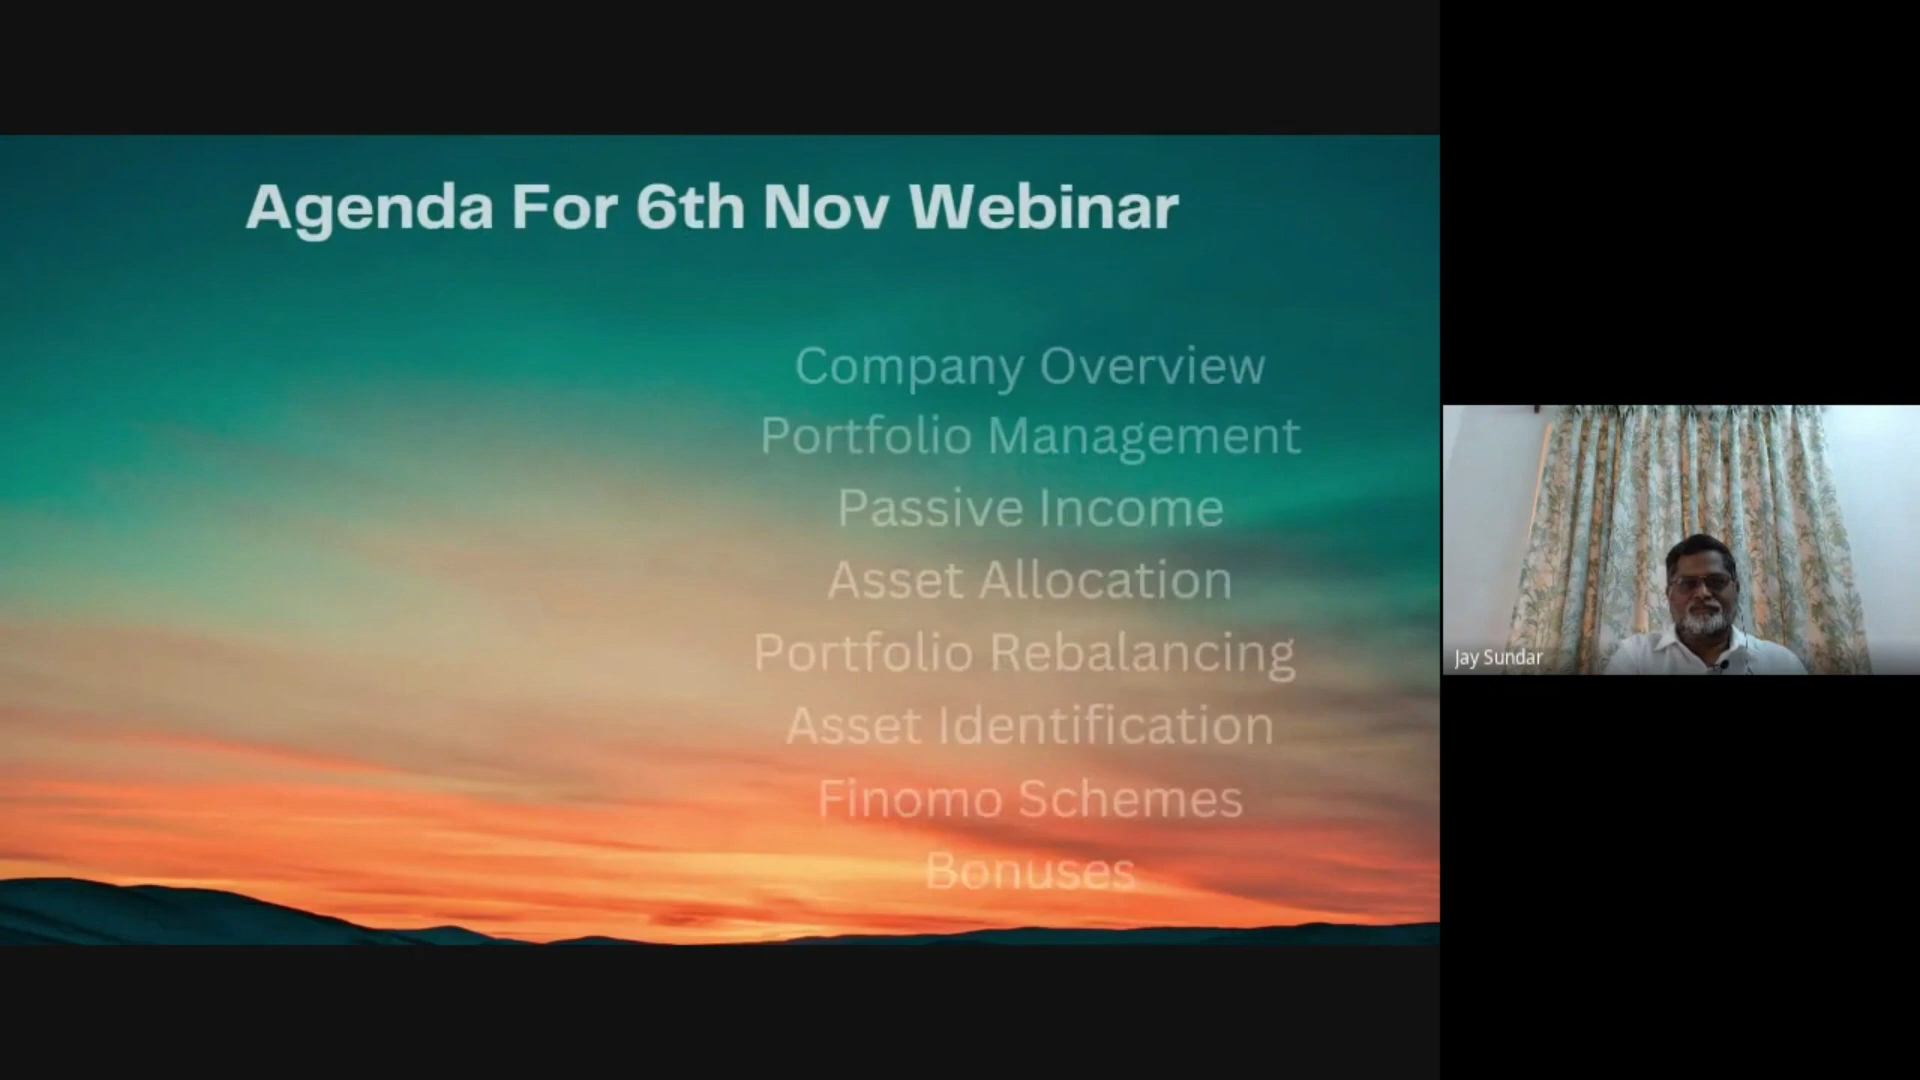 Agenda For 6th Nov Webinar
Company Overview
Portfolio Management
Passive Income
Asset Allocation
Portfolio Rebalancing
Asset Identification
Finomo Schemes
Bonuses
Jay Sundar